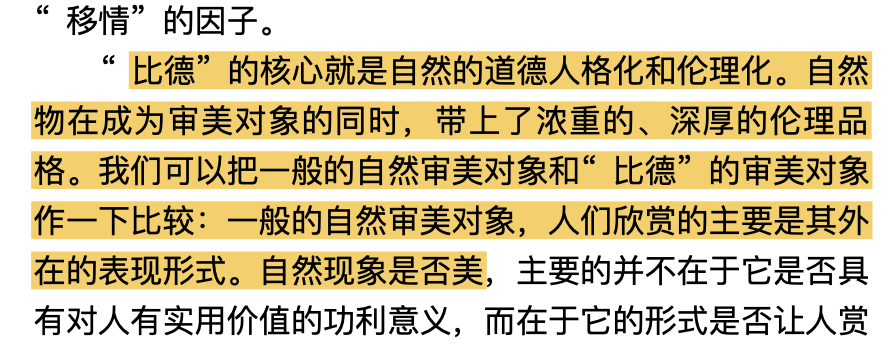 “移情”的因子。
“比德”的核心就是自然的道德人格化和伦理化。自然
物在成为审美对象的同时，带上了浓重的、深厚的伦理品
格。我们可以把一般的自然审美对象和“比德”的审美对象
作一下比较：一般的自然审美对象，人们欣赏的主要是其外
在的表现形式。自然现象是否美，主要的并不在于它是否具
有对人有实用价值的功利意义，而在于它的形式是否让人赏